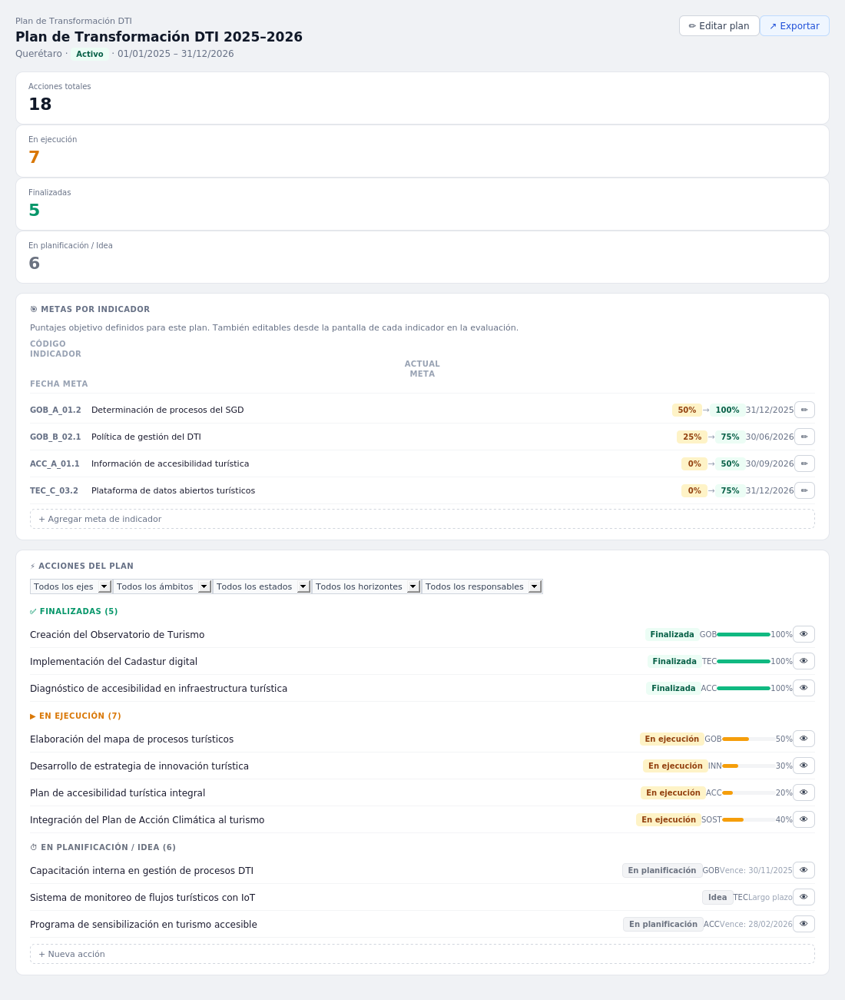 Plan de Transformación DTI
Plan de Transformación DTI 2025–2026
Querétaro · Activo · 01/01/2025 – 31/12/2026
✏ Editar plan
↗ Exportar
Acciones totales
18
En ejecución
7
Finalizadas
5
En planificación / Idea
6
🎯 METAS POR INDICADOR
Puntajes objetivo definidos para este plan. También editables desde la pantalla de cada indicador en la evaluación.
CÓDIGO
INDICADOR
ACTUAL
META
FECHA META
GOB_A_01.2 Determinación de procesos del SGD 50% → 100% 31/12/2025 ✏
GOB_B_02.1 Política de gestión del DTI 25% → 75% 30/06/2026 ✏
ACC_A_01.1 Información de accesibilidad turística 0% → 50% 30/09/2026 ✏
TEC_C_03.2 Plataforma de datos abiertos turísticos 0% → 75% 31/12/2026 ✏
+ Agregar meta de indicador
⚡ ACCIONES DEL PLAN
Todos los ejes Todos los ámbitos Todos los estados Todos los horizontes Todos los responsables
✅ FINALIZADAS (5)
Creación del Observatorio de Turismo Finalizada GOB 100% 👁
Implementación del Cadastur digital Finalizada TEC 100% 👁
Diagnóstico de accesibilidad en infraestructura turística Finalizada ACC 100% 👁
▶ EN EJECUCIÓN (7)
Elaboración del mapa de procesos turísticos En ejecución GOB 50% 👁
Desarrollo de estrategia de innovación turística En ejecución INN 30% 👁
Plan de accesibilidad turística integral En ejecución ACC 20% 👁
Integración del Plan de Acción Climática al turismo En ejecución SOST 40% 👁
⏱ EN PLANIFICACIÓN / IDEA (6)
Capacitación interna en gestión de procesos DTI En planificación GOB Vence: 30/11/2025 👁
Sistema de monitoreo de flujos turísticos con IoT Idea TEC Largo plazo 👁
Programa de sensibilización en turismo accesible En planificación ACC Vence: 28/02/2026 👁
+ Nueva acción